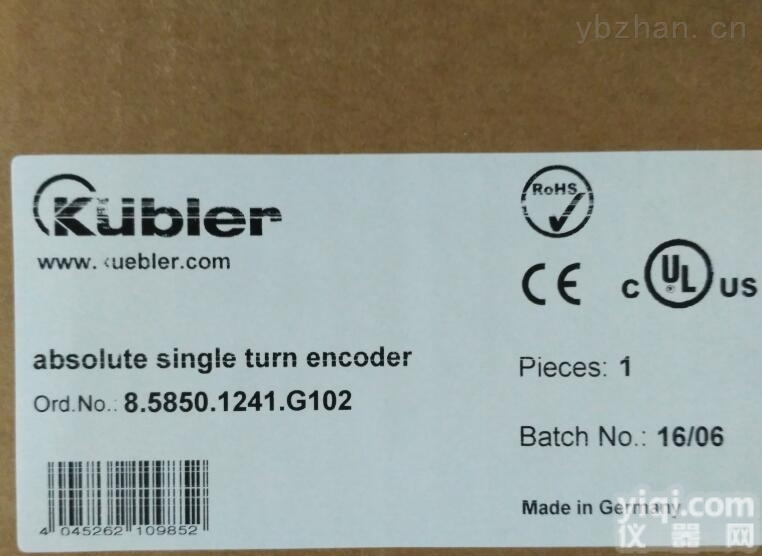 ybzhan.cn
Kübler
RoHS
www.kuebler.com
CE
c UL US
®
absolute single turn encoder
Pieces: 1
Ord.No.: 8.5850.1241.G102
Batch No.: 16/06
4 045262 109852
Made in Germany
yiqi.com
仪器网